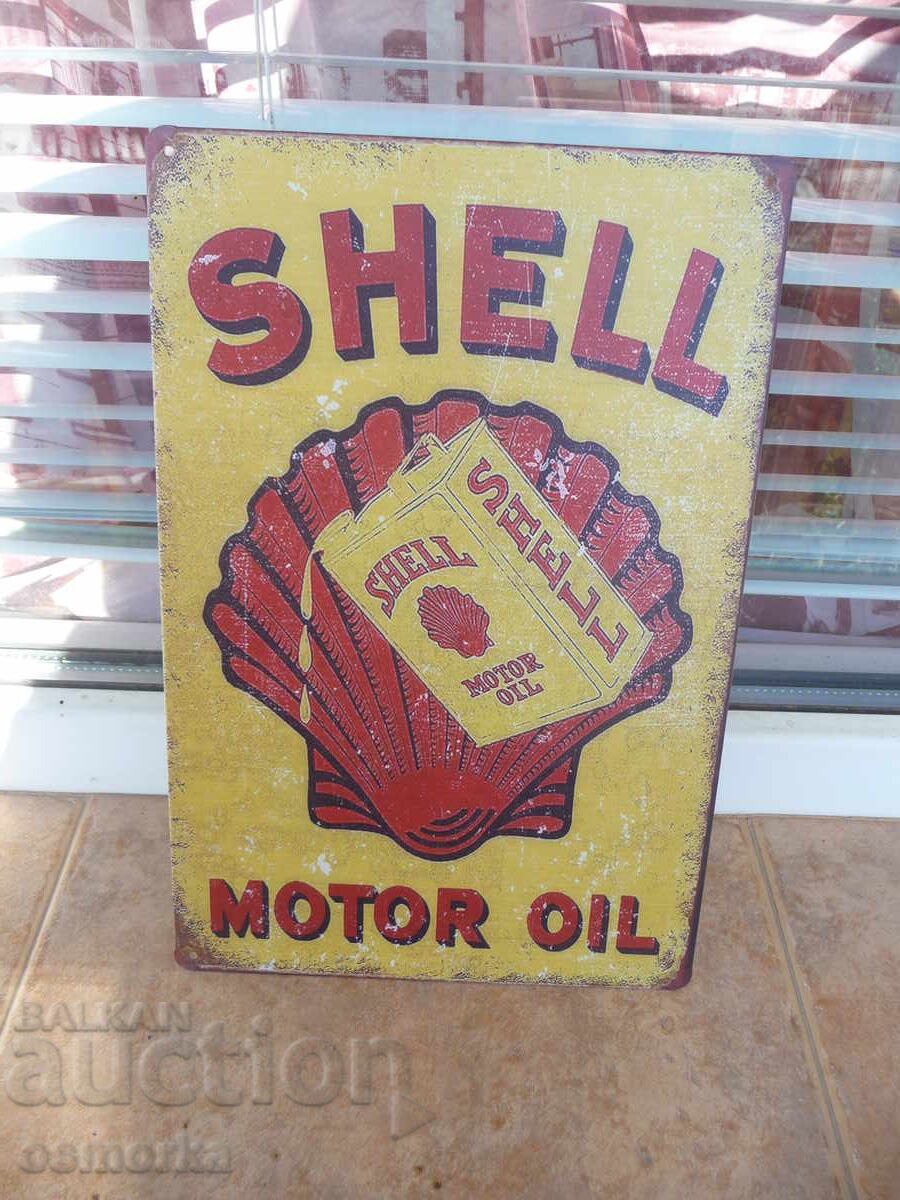 SHELL
SHELL
SHELL
MOTOR
OIL
MOTOR OIL
BALKAN
auction
osmorka